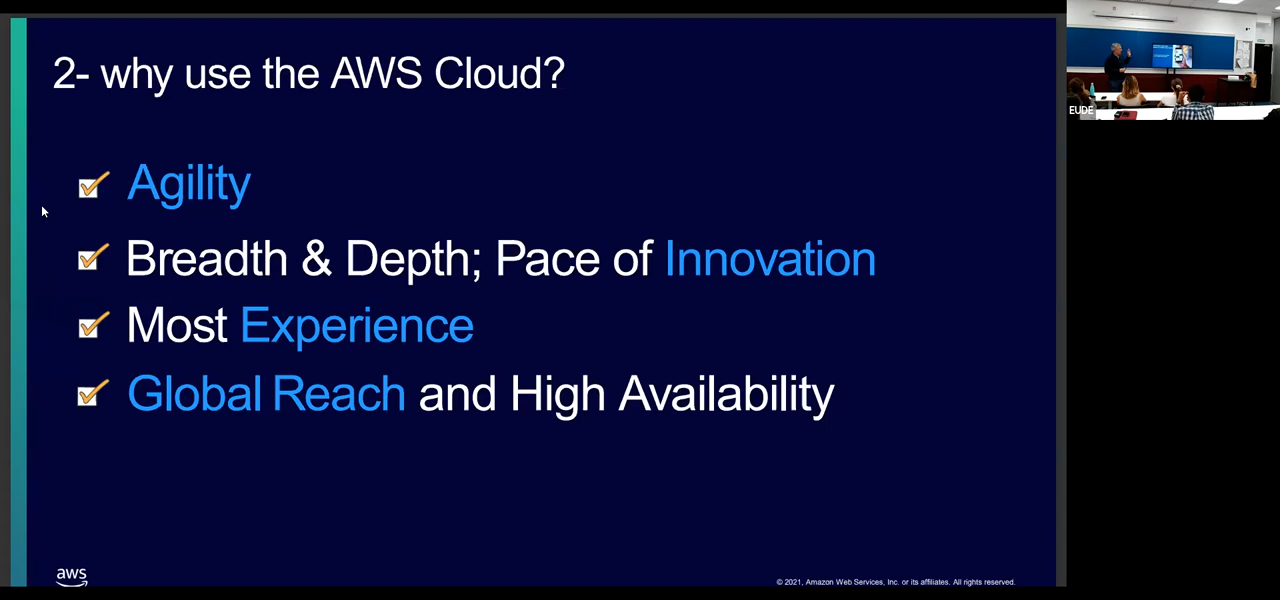 2- why use the AWS Cloud?
Agility
Breadth & Depth; Pace of Innovation
Most Experience
Global Reach and High Availability
aws
© 2021, Amazon Web Services, Inc. or its affiliates. All rights reserved.
EUDE